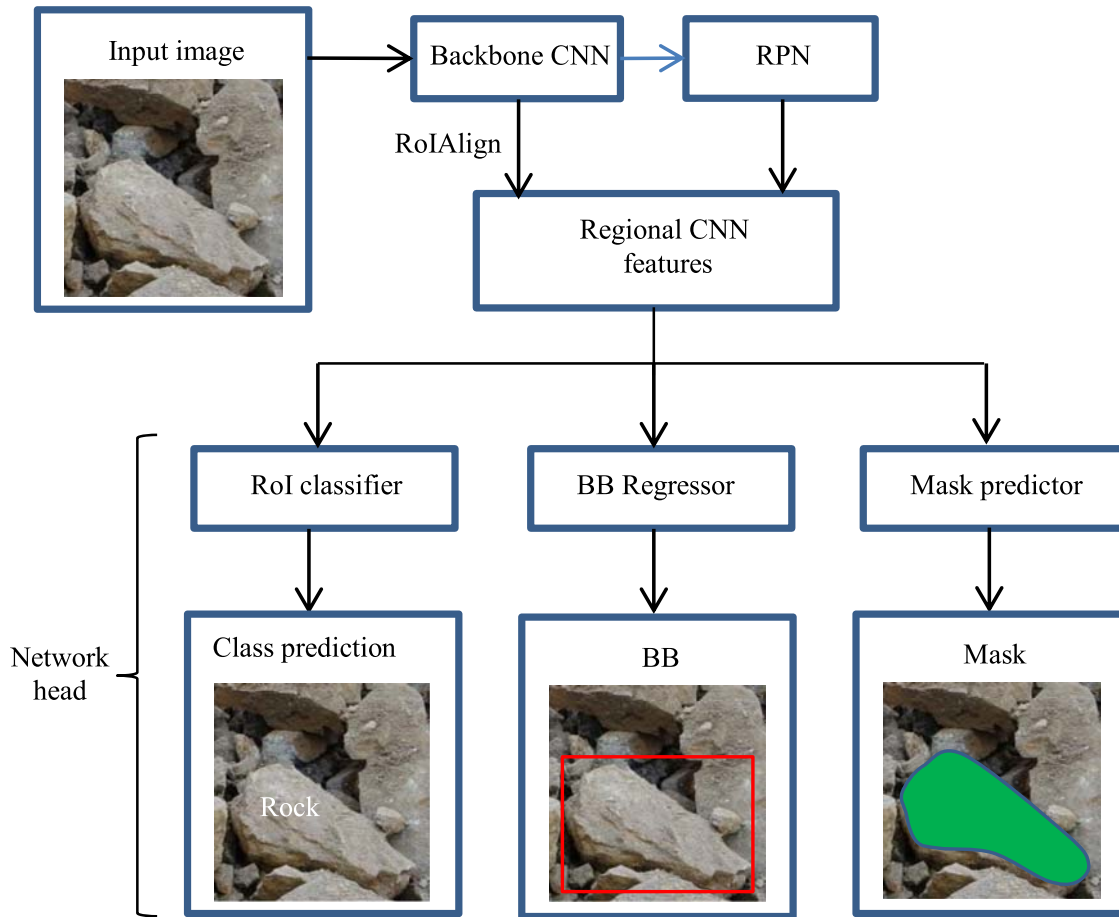 Input image
Backbone CNN
RPN
RoIAlign
Regional CNN
features
RoI classifier
BB Regressor
Mask predictor
Network
head
Class prediction
BB
Mask
Rock